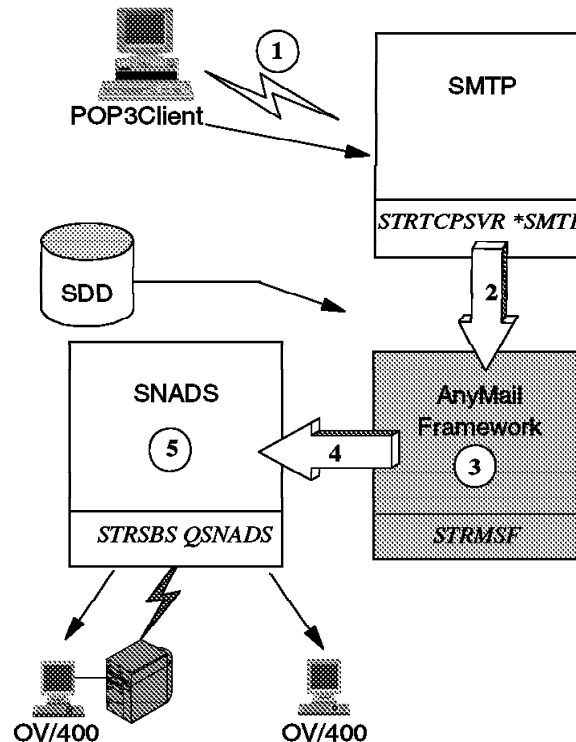 1
POP3Client
SMTP
STRTCPSVR *SMTP
2
SDD
SNADS
5
STRSBS QSNADS
4
AnyMail
Framework
3
STRMSF
OV/400
OV/400